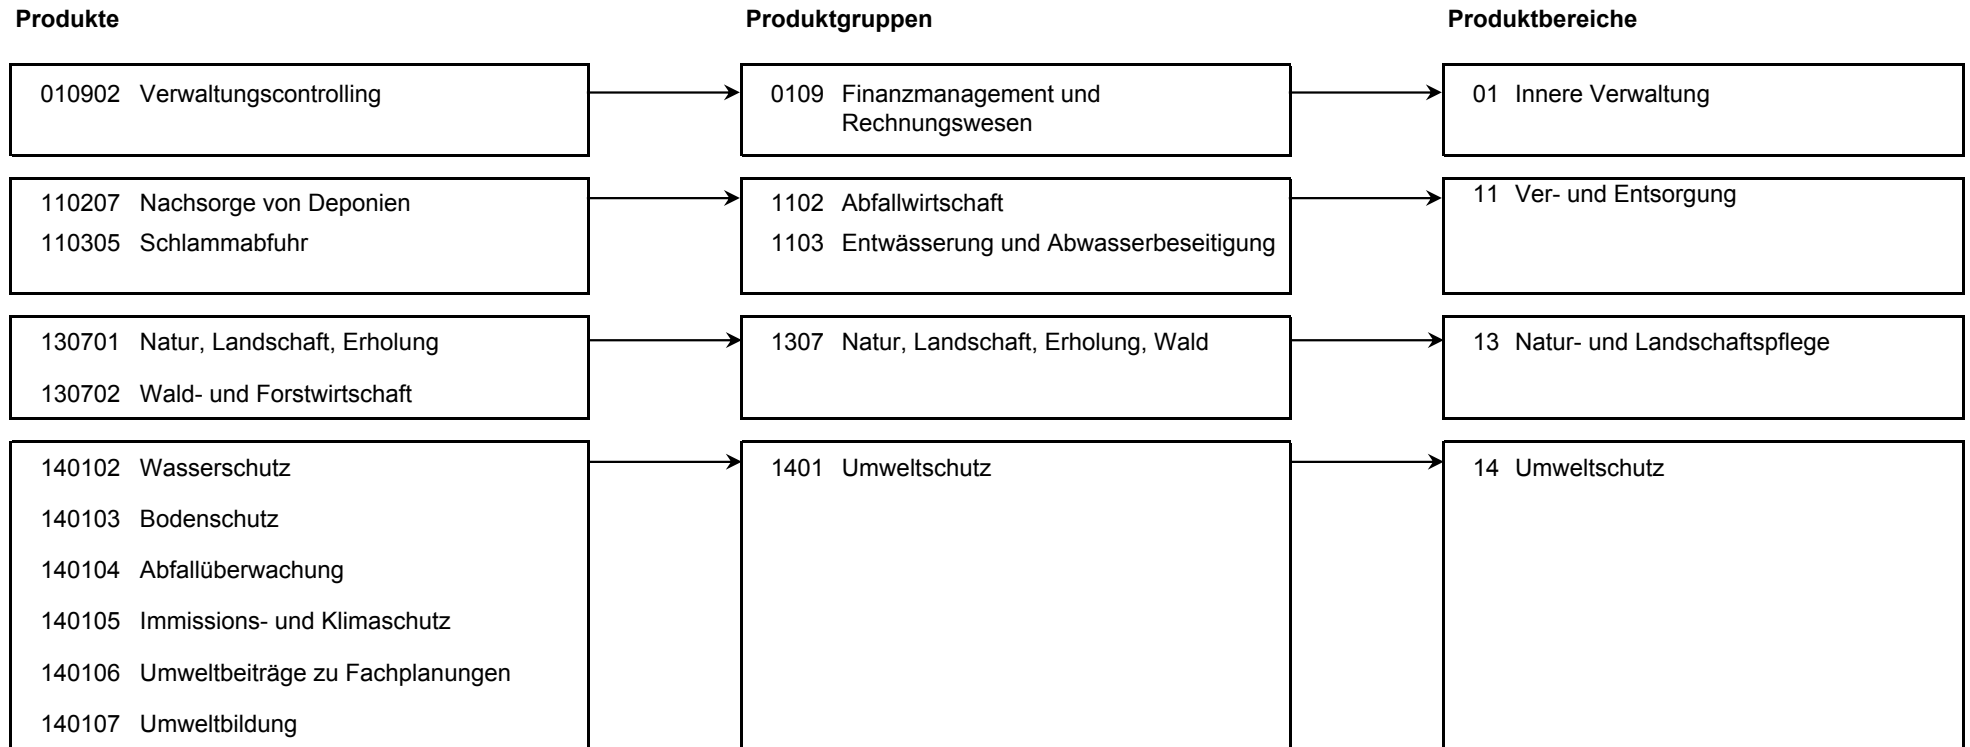 Produkte Produktgruppen Produktbereiche
010902 Verwaltungscontrolling 0109 Finanzmanagement und 01 Innere Verwaltung
Rechnungswesen
110207 Nachsorge von Deponien 1102 Abfallwirtschaft 11 Ver- und Entsorgung
110305 Schlammabfuhr 1103 Entwässerung und Abwasserbeseitigung
130701 Natur, Landschaft, Erholung 1307 Natur, Landschaft, Erholung, Wald 13 Natur- und Landschaftspflege
130702 Wald- und Forstwirtschaft
140102 Wasserschutz 1401 Umweltschutz 14 Umweltschutz
140103 Bodenschutz
140104 Abfallüberwachung
140105 Immissions- und Klimaschutz
140106 Umweltbeiträge zu Fachplanungen
140107 Umweltbildung